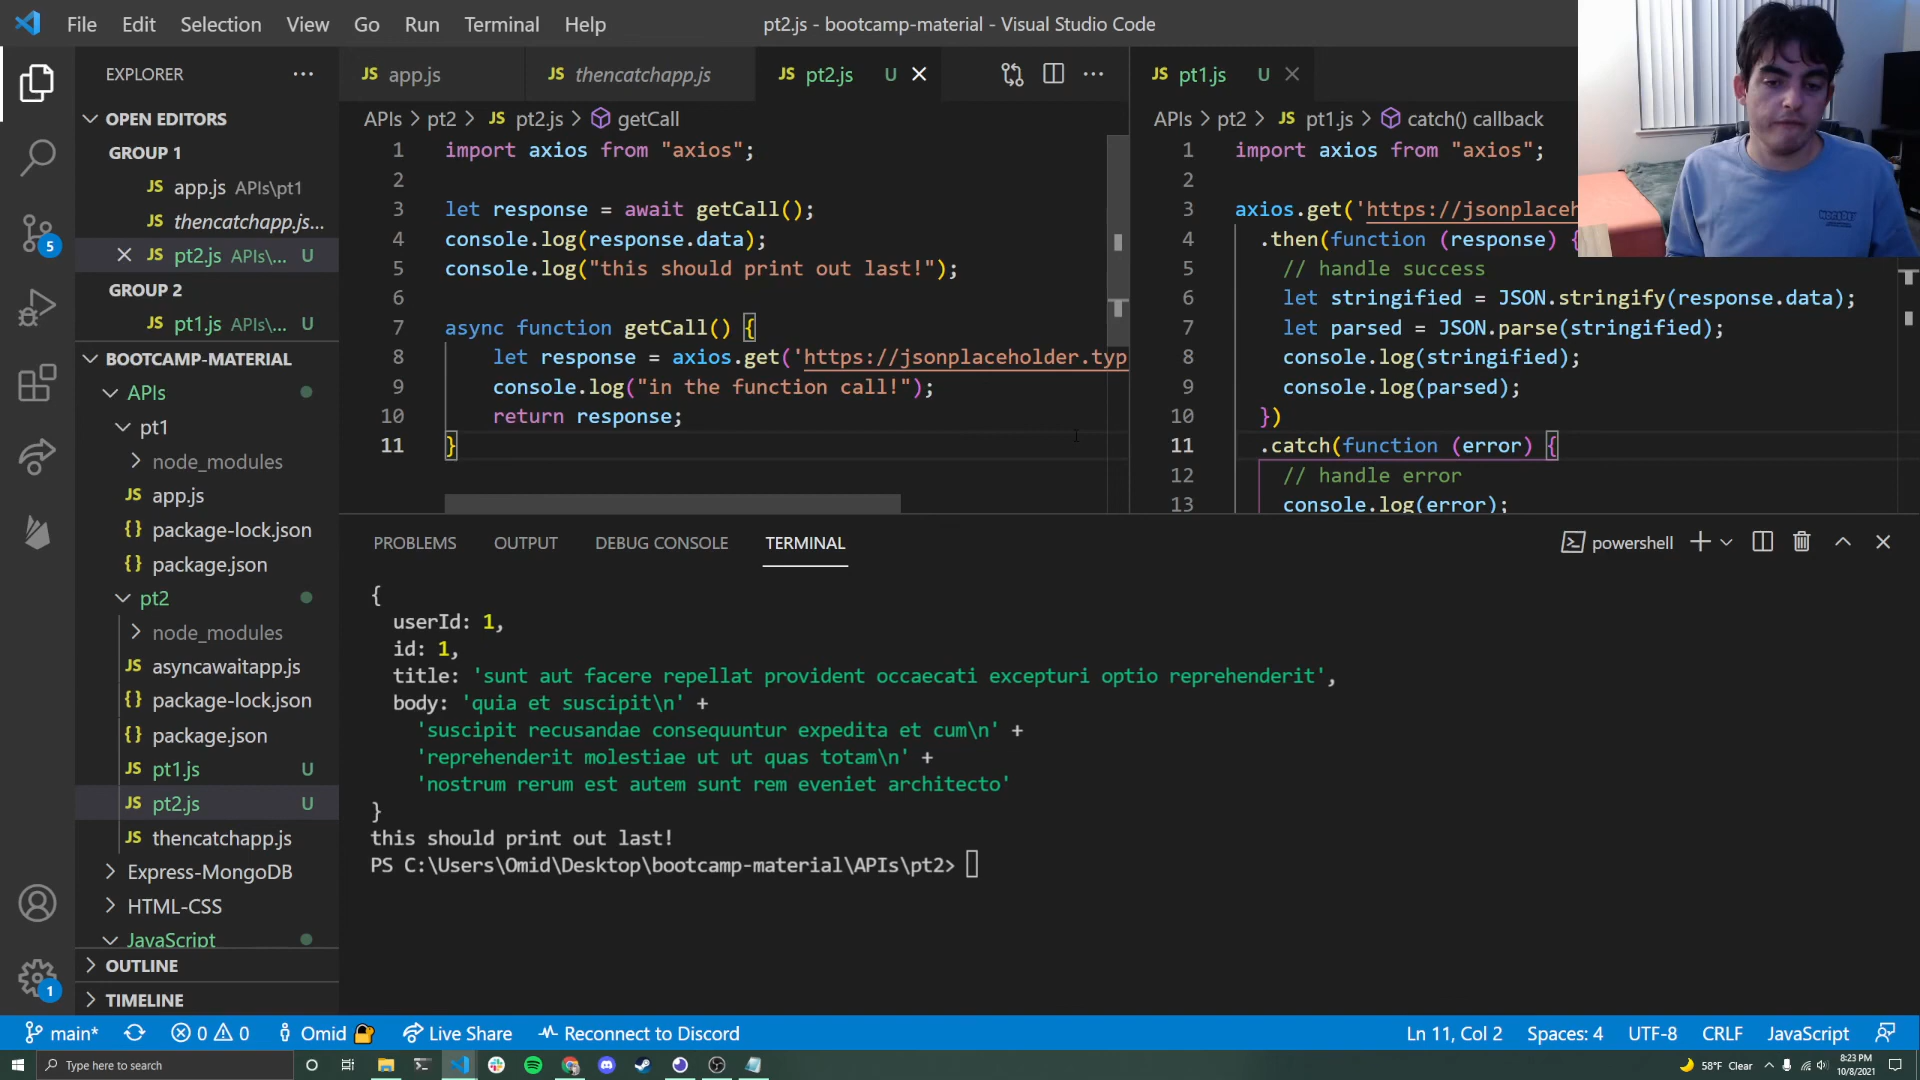 File Edit Selection View Go Run Terminal Help pt2.js - bootcamp-material - Visual Studio Code
EXPLORER
OPEN EDITORS
GROUP 1
JS app.js APIs\pt1
JS thencatchapp.js...
JS pt2.js APIs\... U
GROUP 2
JS pt1.js APIs\... U
BOOTCAMP-MATERIAL
APIs
pt1
node_modules
JS app.js
{} package-lock.json
{} package.json
pt2
node_modules
JS asyncawaitapp.js
{} package-lock.json
{} package.json
JS pt1.js U
JS pt2.js U
JS thencatchapp.js
Express-MongoDB
HTML-CSS
JavaScript
OUTLINE
TIMELINE
5
1
JS app.js JS thencatchapp.js JS pt2.js U
APIs > pt2 > JS pt2.js > getCall
1 import axios from "axios";
2
3 let response = await getCall();
4 console.log(response.data);
5 console.log("this should print out last!");
6
7 async function getCall() {
8 let response = axios.get('https://jsonplaceholder.typ
9 console.log("in the function call!");
10 return response;
11 }
JS pt1.js U
APIs > pt2 > JS pt1.js > catch() callback
1 import axios from "axios";
2
3 axios.get('https://jsonplaceh
4 .then(function (response) {
5 // handle success
6 let stringified = JSON.stringify(response.data);
7 let parsed = JSON.parse(stringified);
8 console.log(stringified);
9 console.log(parsed);
10 })
11 .catch(function (error) {
12 // handle error
13 console.log(error);
PROBLEMS OUTPUT DEBUG CONSOLE TERMINAL powershell
{
userId: 1,
id: 1,
title: 'sunt aut facere repellat provident occaecati excepturi optio reprehenderit',
body: 'quia et suscipit\n' +
'suscipit recusandae consequuntur expedita et cum\n' +
'reprehenderit molestiae ut ut quas totam\n' +
'nostrum rerum est autem sunt rem eveniet architecto'
}
this should print out last!
PS C:\Users\Omid\Desktop\bootcamp-material\APIs\pt2>
main* 0 0 Omid Live Share Reconnect to Discord Ln 11, Col 2 Spaces: 4 UTF-8 CRLF JavaScript
Type here to search 58°F Clear 8:23 PM
10/8/2021